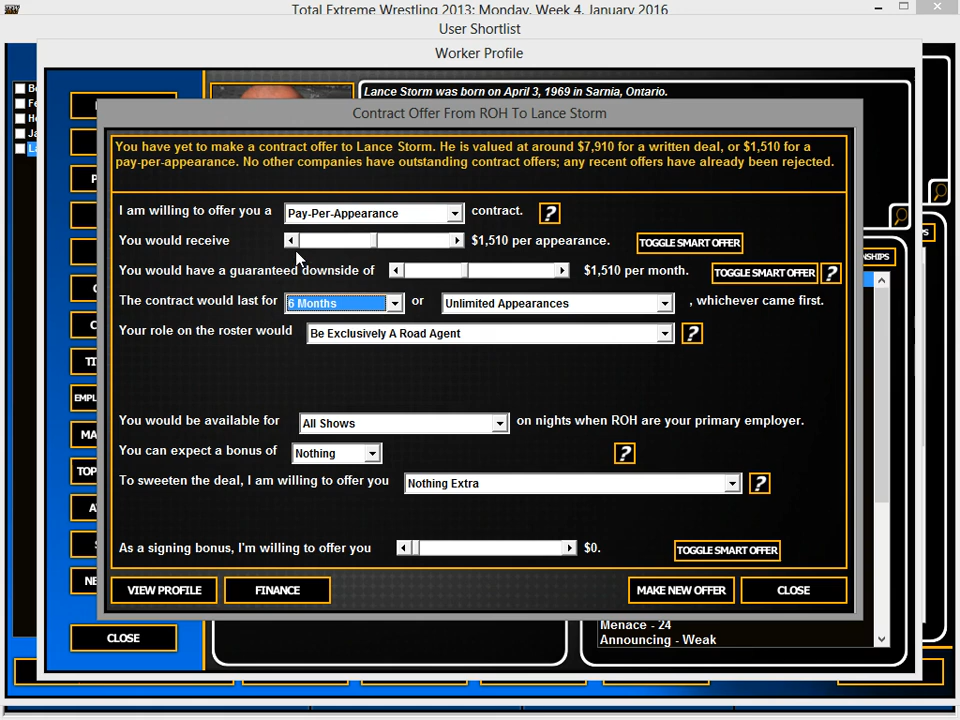 Total Extreme Wrestling 2013: Monday, Week 4, January 2016
User Shortlist
Worker Profile
Lance Storm was born on April 3, 1969 in Sarnia, Ontario.
Contract Offer From ROH To Lance Storm
You have yet to make a contract offer to Lance Storm. He is valued at around $7,910 for a written deal, or $1,510 for a
pay-per-appearance. No other companies have outstanding contract offers; any recent offers have already been rejected.
I am willing to offer you a Pay-Per-Appearance contract. ?
You would receive $1,510 per appearance. TOGGLE SMART OFFER
You would have a guaranteed downside of $1,510 per month. TOGGLE SMART OFFER ?
The contract would last for 6 Months or Unlimited Appearances , whichever came first.
Your role on the roster would Be Exclusively A Road Agent ?
You would be available for All Shows on nights when ROH are your primary employer.
You can expect a bonus of Nothing ?
To sweeten the deal, I am willing to offer you Nothing Extra ?
As a signing bonus, I'm willing to offer you $0. TOGGLE SMART OFFER
VIEW PROFILE FINANCE MAKE NEW OFFER CLOSE
Menace - 24
CLOSE
Announcing - Weak